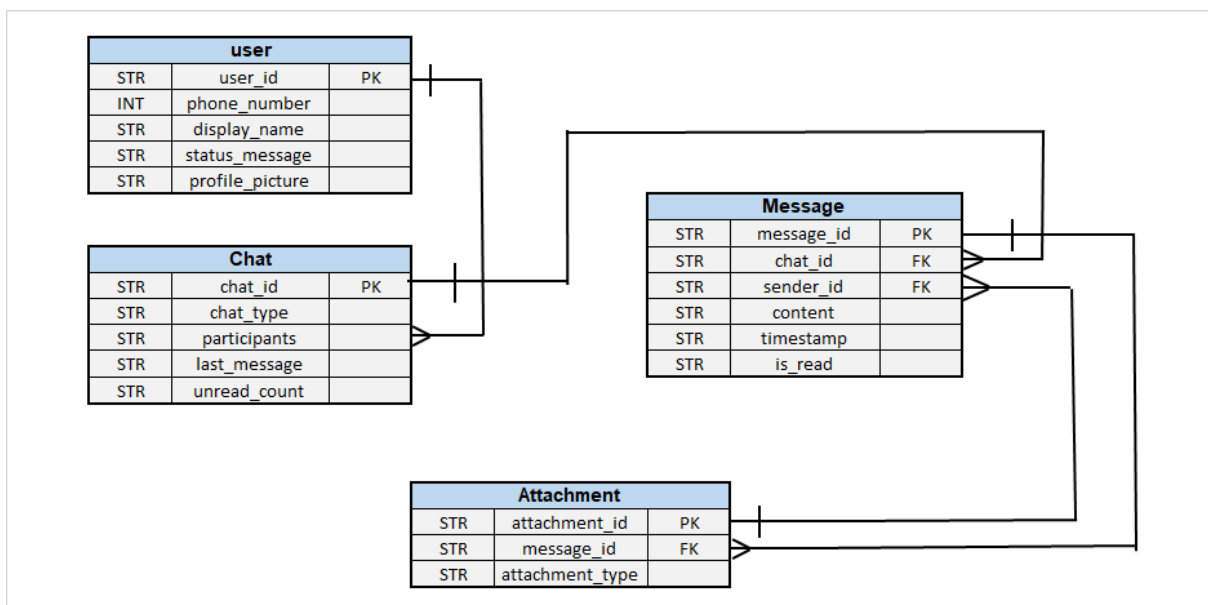 user
STR user_id PK
INT phone_number
STR display_name
STR status_message
STR profile_picture
Chat
STR chat_id PK
STR chat_type
STR participants
STR last_message
STR unread_count
Message
STR message_id PK
STR chat_id FK
STR sender_id FK
STR content
STR timestamp
STR is_read
Attachment
STR attachment_id PK
STR message_id FK
STR attachment_type